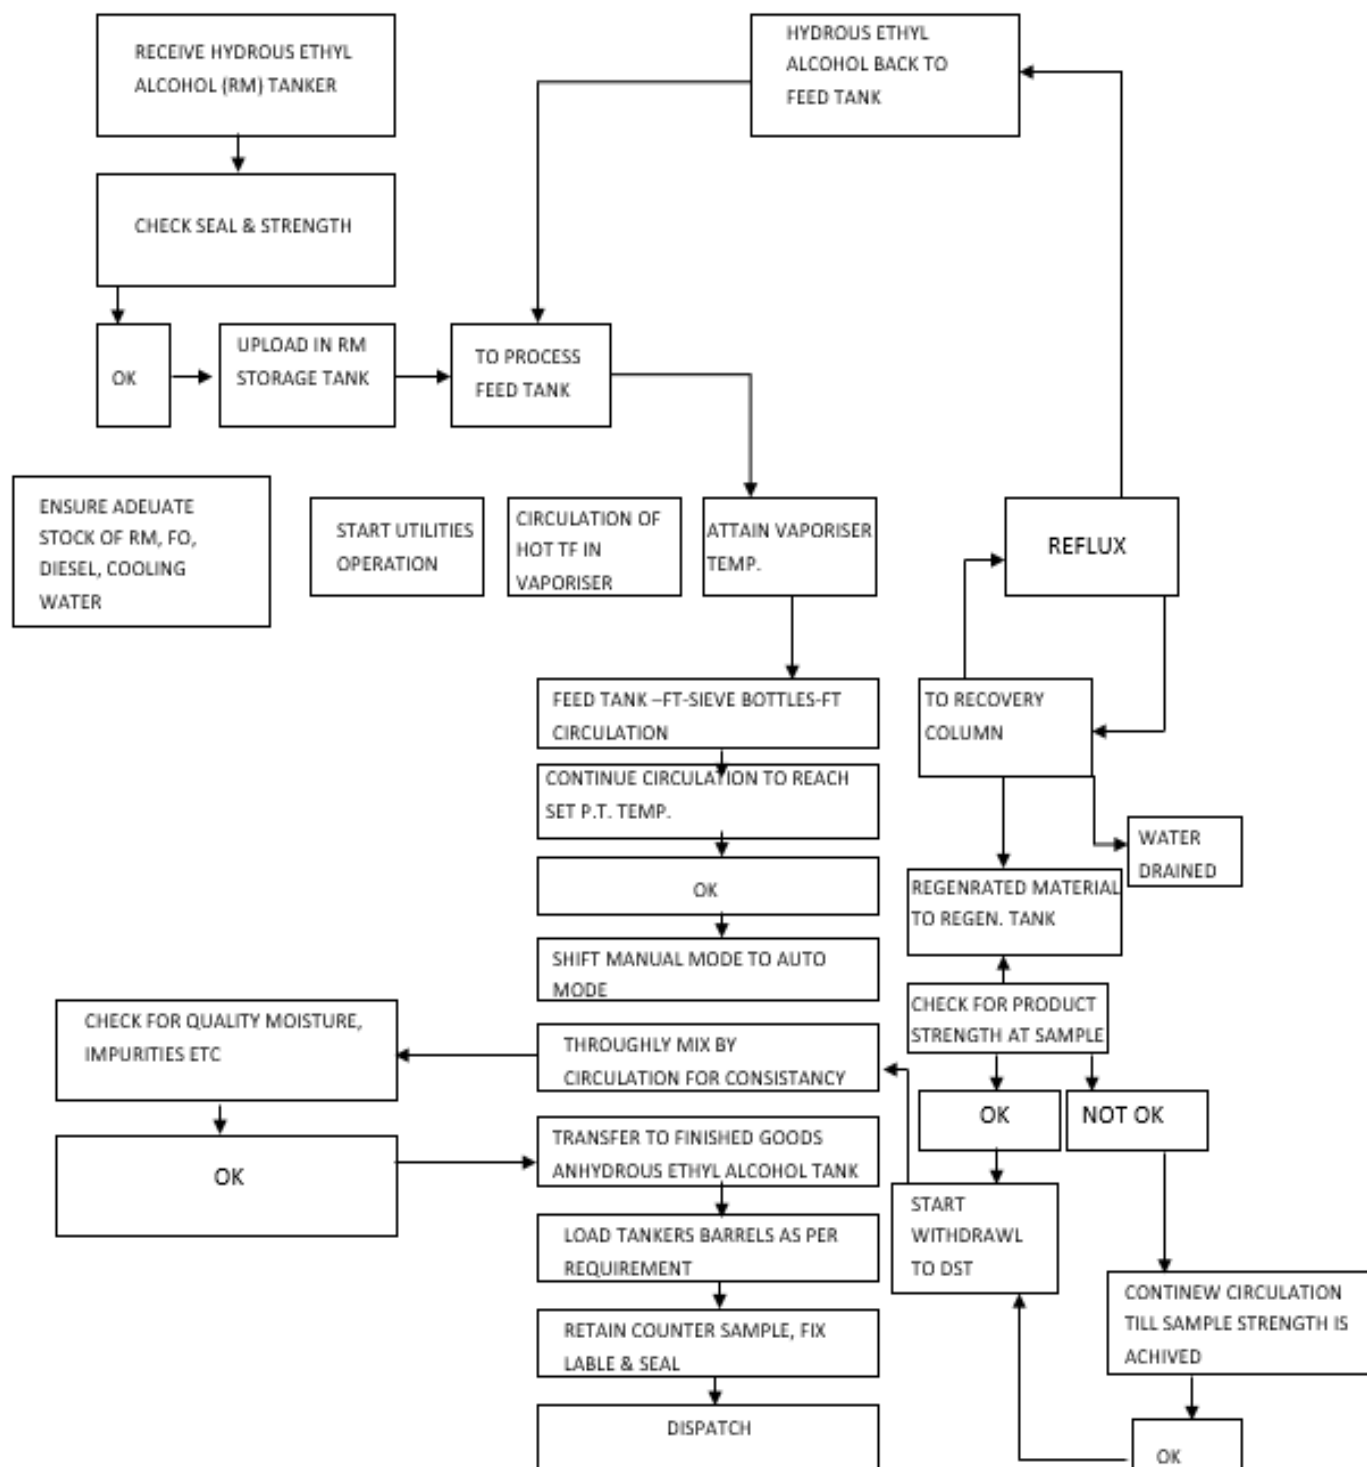 RECEIVE HYDROUS ETHYL
ALCOHOL (RM) TANKER
HYDROUS ETHYL
ALCOHOL BACK TO
FEED TANK
CHECK SEAL & STRENGTH
OK
UPLOAD IN RM
STORAGE TANK
TO PROCESS
FEED TANK
ENSURE ADEUATE
STOCK OF RM, FO,
DIESEL, COOLING
WATER
START UTILITIES
OPERATION
CIRCULATION OF
HOT TF IN
VAPORISER
ATTAIN VAPORISER
TEMP.
REFLUX
FEED TANK –FT-SIEVE BOTTLES-FT
CIRCULATION
TO RECOVERY
COLUMN
CONTINUE CIRCULATION TO REACH
SET P.T. TEMP.
WATER
DRAINED
OK
REGENRATED MATERIAL
TO REGEN. TANK
SHIFT MANUAL MODE TO AUTO
MODE
CHECK FOR PRODUCT
STRENGTH AT SAMPLE
CHECK FOR QUALITY MOISTURE,
IMPURITIES ETC
THROUGHLY MIX BY
CIRCULATION FOR CONSISTANCY
OK
NOT OK
OK
TRANSFER TO FINISHED GOODS
ANHYDROUS ETHYL ALCOHOL TANK
START
WITHDRAWL
TO DST
LOAD TANKERS BARRELS AS PER
REQUIREMENT
CONTINEW CIRCULATION
TILL SAMPLE STRENGTH IS
ACHIVED
RETAIN COUNTER SAMPLE, FIX
LABLE & SEAL
DISPATCH
OK